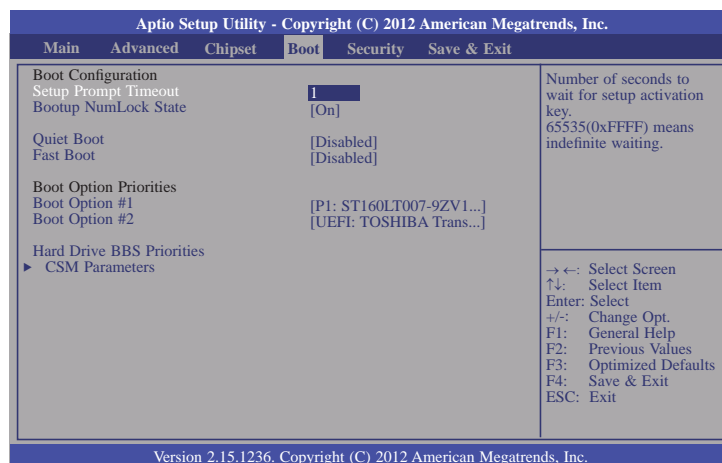 Aptio Setup Utility - Copyright (C) 2012 American Megatrends, Inc.
Main Advanced Chipset Boot Security Save & Exit
Boot Configuration
Setup Prompt Timeout 1
Bootup NumLock State [On]
Quiet Boot [Disabled]
Fast Boot [Disabled]
Boot Option Priorities
Boot Option #1 [P1: ST160LT007-9ZV1...]
Boot Option #2 [UEFI: TOSHIBA Trans...]
Hard Drive BBS Priorities
▶ CSM Parameters
Number of seconds to
wait for setup activation
key.
65535(0xFFFF) means
indefinite waiting.
→←: Select Screen
↑↓: Select Item
Enter: Select
+/-: Change Opt.
F1: General Help
F2: Previous Values
F3: Optimized Defaults
F4: Save & Exit
ESC: Exit
Version 2.15.1236. Copyright (C) 2012 American Megatrends, Inc.